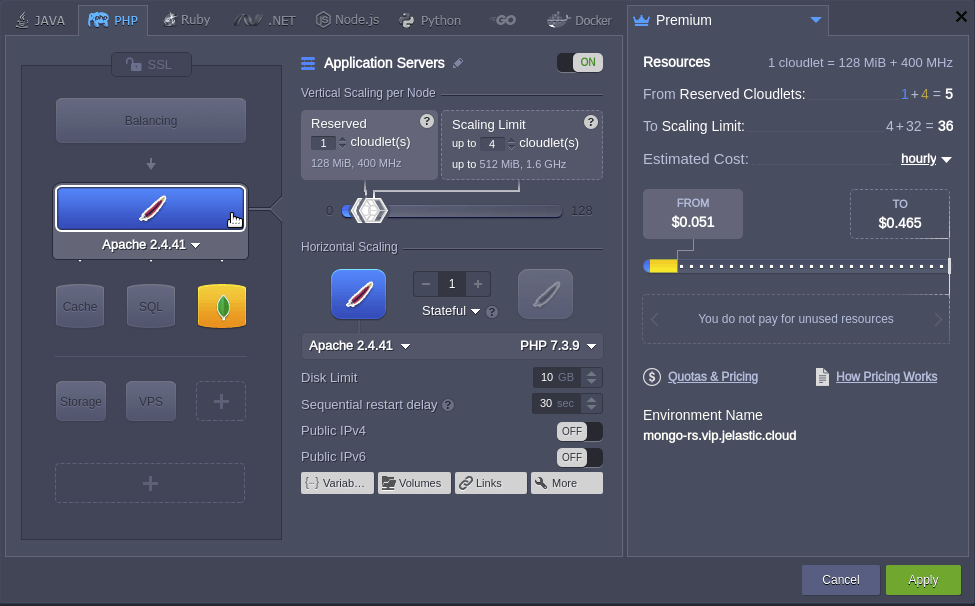 JAVA PHP Ruby .NET Node.js Python GO Docker
Premium
SSL
Balancing
Apache 2.4.41
Cache SQL
Storage VPS
Application Servers ON
Vertical Scaling per Node
Reserved ?
1 cloudlet(s)
128 MiB, 400 MHz
Scaling Limit ?
up to 4 cloudlet(s)
up to 512 MiB, 1.6 GHz
0 128
Horizontal Scaling
1
Stateful ?
Apache 2.4.41 PHP 7.3.9
Disk Limit 10 GB
Sequential restart delay ? 30 sec
Public IPv4 OFF
Public IPv6 OFF
Variab... Volumes Links More
Resources 1 cloudlet = 128 MiB + 400 MHz
From Reserved Cloudlets: 1 + 4 = 5
To Scaling Limit: 4 + 32 = 36
Estimated Cost: hourly
FROM
$0.051
TO
$0.465
You do not pay for unused resources
$ Quotas & Pricing How Pricing Works
Environment Name
mongo-rs.vip.jelastic.cloud
Cancel Apply